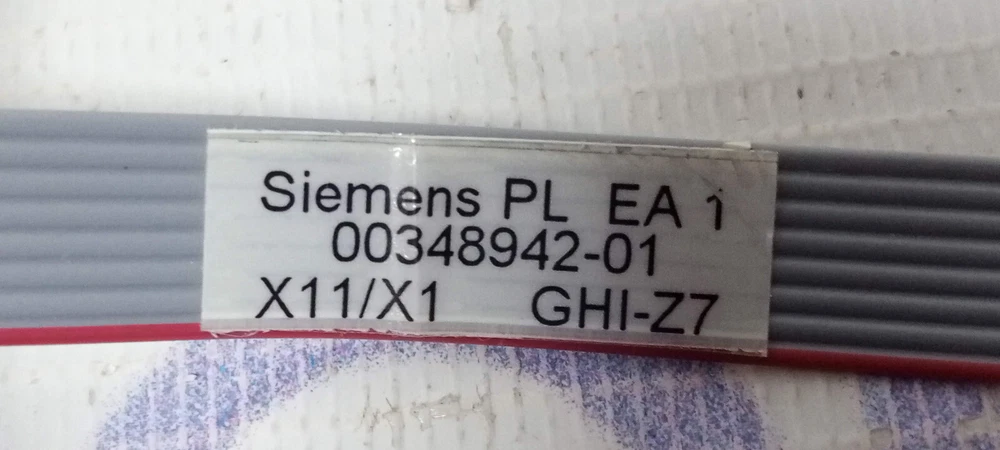 Siemens PL EA 1
00348942-01
X11/X1 GHI-Z7